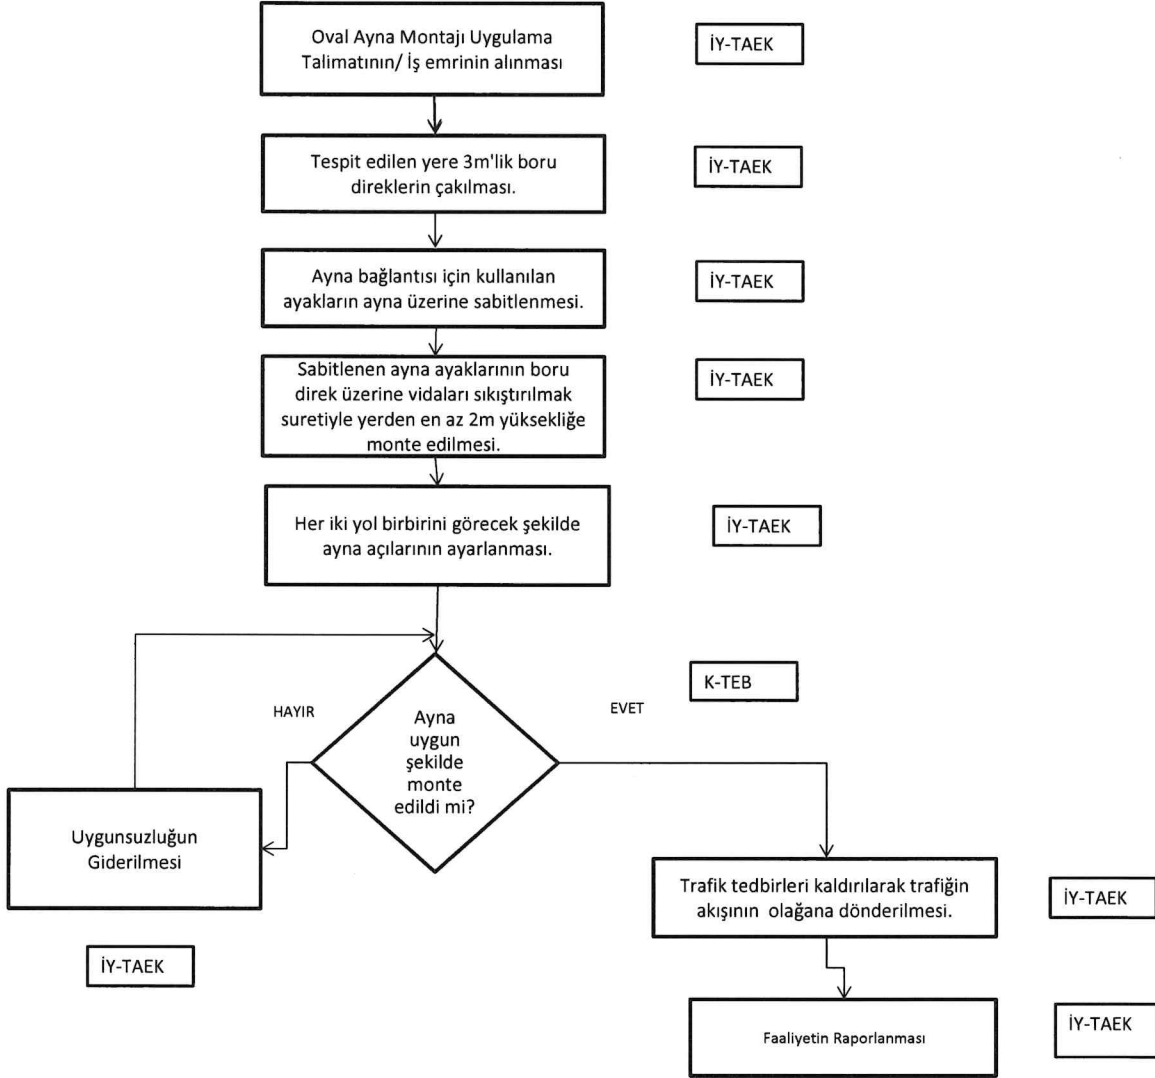 Oval Ayna Montajı Uygulama
Talimatının/ İş emrinin alınması
İY-TAEK
Tespit edilen yere 3m'lik boru
direklerin çakılması.
İY-TAEK
Ayna bağlantısı için kullanılan
ayakların ayna üzerine sabitlenmesi.
İY-TAEK
Sabitlenen ayna ayaklarının boru
direk üzerine vidaları sıkıştırılmak
suretiyle yerden en az 2m yüksekliğe
monte edilmesi.
İY-TAEK
Her iki yol birbirini görecek şekilde
ayna açılarının ayarlanması.
İY-TAEK
K-TEB
HAYIR
EVET
Ayna
uygun
şekilde
monte
edildi mi?
Uygunsuzluğun
Giderilmesi
İY-TAEK
Trafik tedbirleri kaldırılarak trafiğin
akışının olağana dönderilmesi.
İY-TAEK
Faaliyetin Raporlanması
İY-TAEK